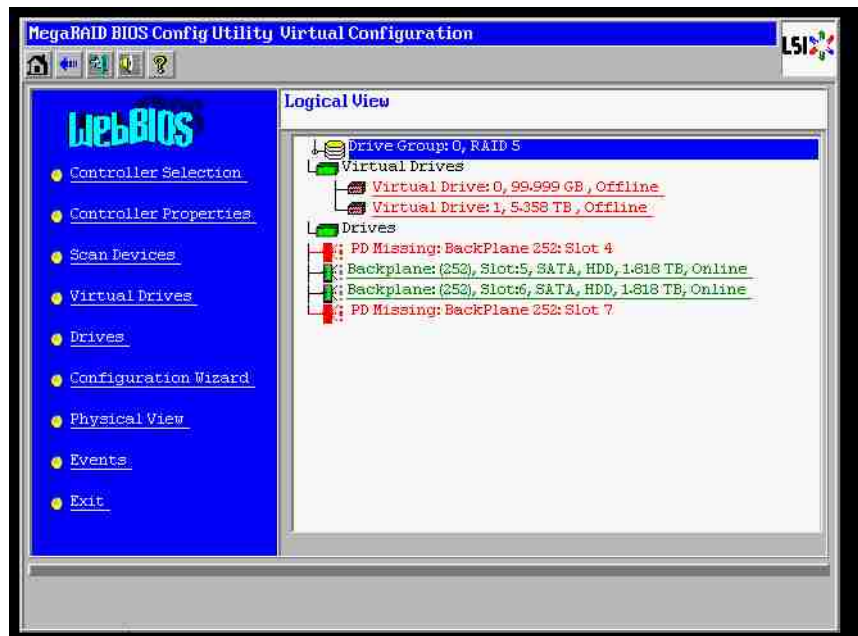 MegaRAID BIOS Config Utility Virtual Configuration
LSI
WebBIOS
Controller Selection
Controller Properties
Scan Devices
Virtual Drives
Drives
Configuration Wizard
Physical View
Events
Exit
Logical View
Drive Group: 0, RAID 5
Virtual Drives
Virtual Drive: 0, 99.999 GB , Offline
Virtual Drive: 1, 5.358 TB , Offline
Drives
PD Missing: BackPlane 252: Slot 4
Backplane: (252), Slot:5, SATA, HDD, 1.818 TB, Online
Backplane: (252), Slot:6, SATA, HDD, 1.818 TB, Online
PD Missing: BackPlane 252: Slot 7